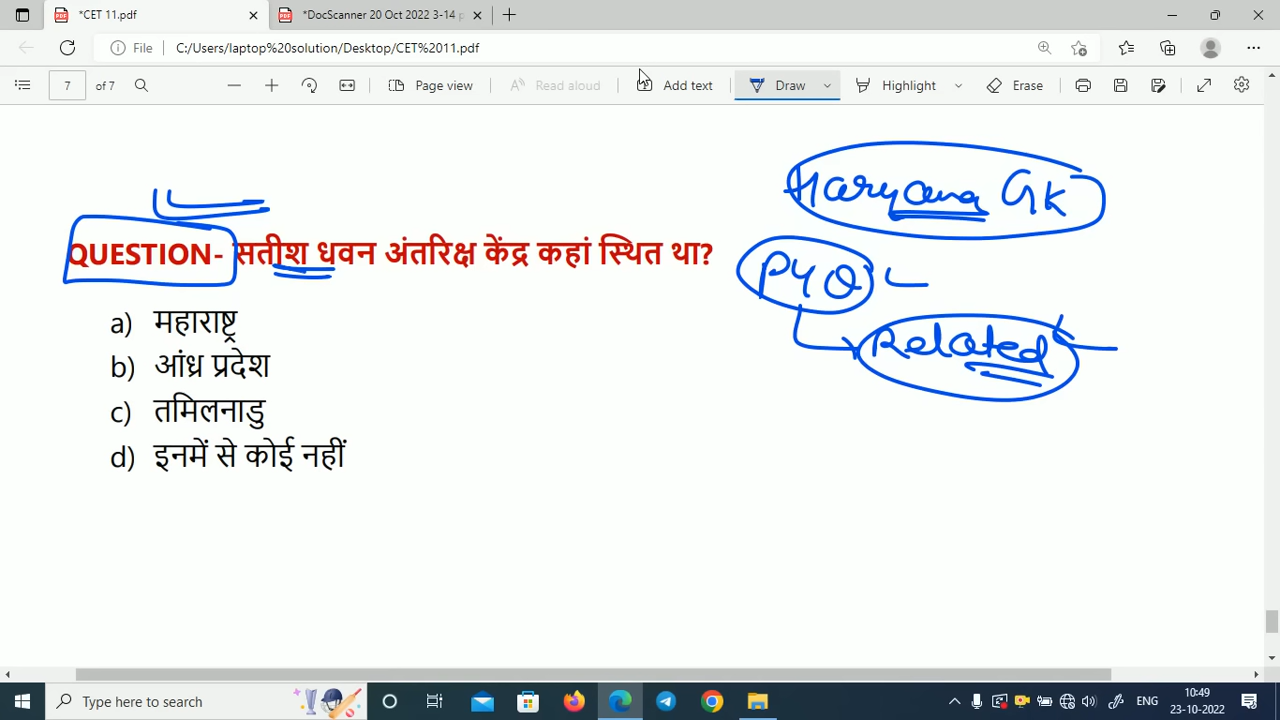 *CET 11.pdf
*DocScanner 20 Oct 2022 3-14 p
File
C:/Users/laptop%20solution/Desktop/CET%2011.pdf
7 of 7
Page view
Read aloud
Add text
Draw
Highlight
Erase
Haryana GK
QUESTION- सतीश धवन अंतरिक्ष केंद्र कहां स्थित था?
PYQ
a) महाराष्ट्र
Related
b) आंध्र प्रदेश
c) तमिलनाडु
d) इनमें से कोई नहीं
Type here to search
ENG
10:49
23-10-2022